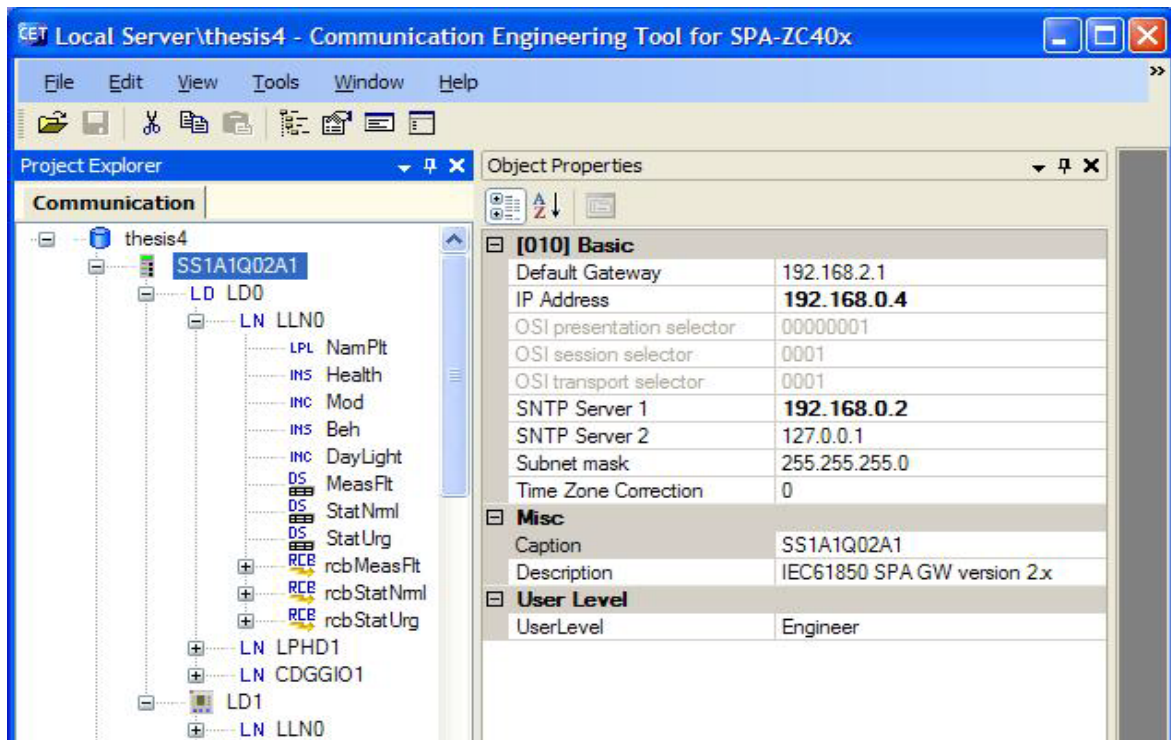 CET Local Server\thesis4 - Communication Engineering Tool for SPA-ZC40x
File Edit View Tools Window Help
Project Explorer
Communication
thesis4
SS1A1Q02A1
LD LD0
LN LLN0
LPL NamPlt
INS Health
INC Mod
INS Beh
INC DayLight
DS MeasFlt
DS StatNrml
DS StatUrg
RCB rcbMeasFlt
RCB rcbStatNrml
RCB rcbStatUrg
LN LPHD1
LN CDGGIO1
LD1
LN LLN0
Object Properties
A Z
[010] Basic
Default Gateway 192.168.2.1
IP Address 192.168.0.4
OSI presentation selector 00000001
OSI session selector 0001
OSI transport selector 0001
SNTP Server 1 192.168.0.2
SNTP Server 2 127.0.0.1
Subnet mask 255.255.255.0
Time Zone Correction 0
Misc
Caption SS1A1Q02A1
Description IEC61850 SPA GW version 2.x
User Level
UserLevel Engineer